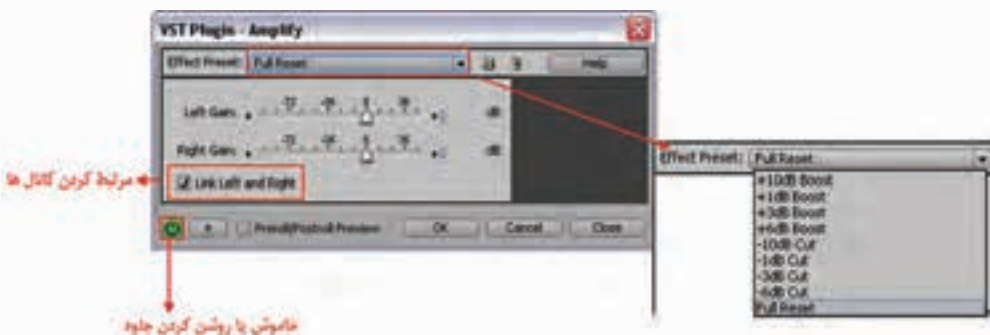 VST Plugin - Amplify
Effect Preset: Full Reset Help
Left Gain dB
Right Gain dB
Link Left and Right
مرتبط کردن کانال ها
Preroll/Postroll Preview OK Cancel Close
خاموش یا روشن کردن جلوه
Effect Preset: Full Reset
+10dB Boost
+1dB Boost
+3dB Boost
+6dB Boost
-10dB Cut
-1dB Cut
-3dB Cut
-6dB Cut
Full Reset